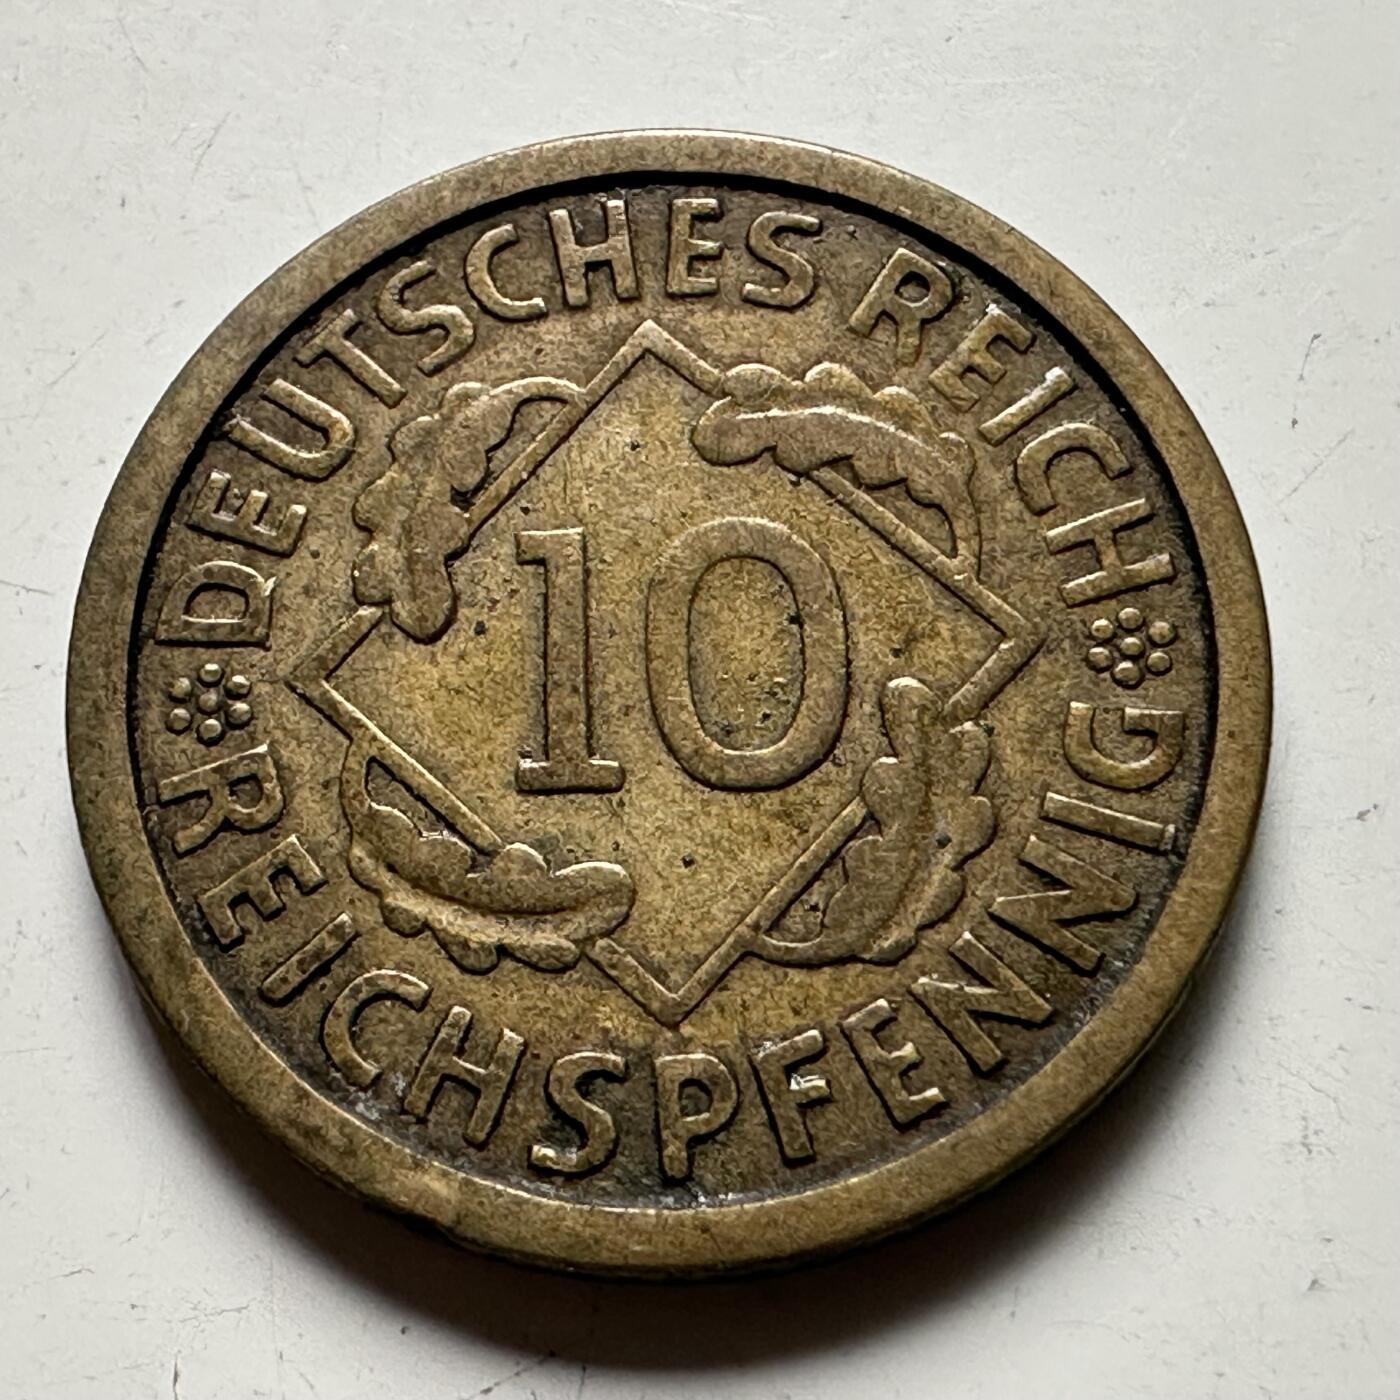 DEUTSCHES REICH
10
REICHSPFENNIG